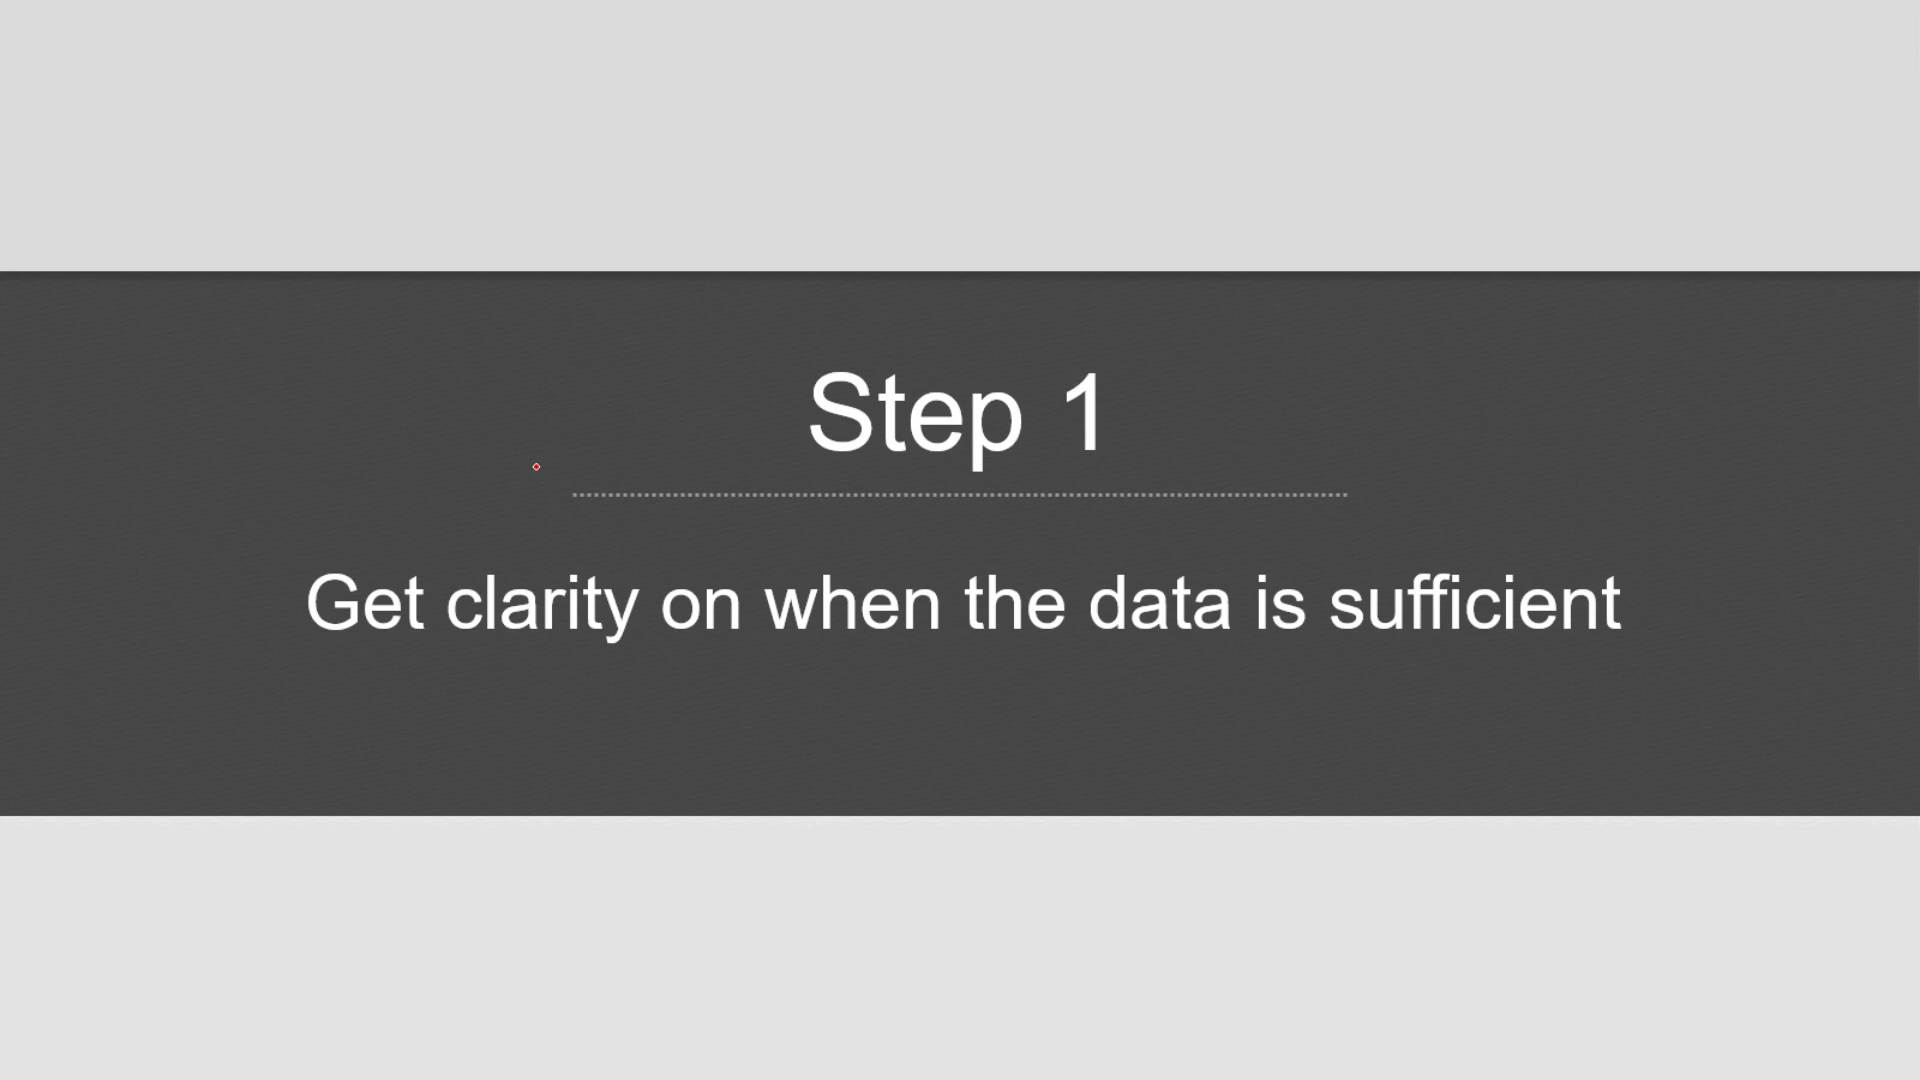 Step 1
Get clarity on when the data is sufficient